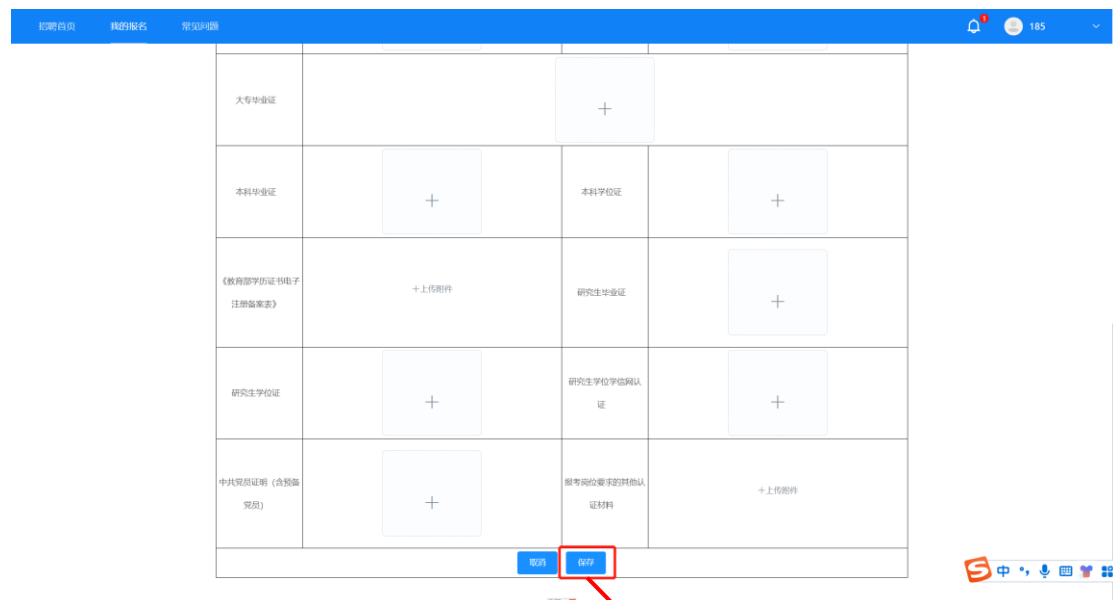 招聘首页 我的报名 常见问题 1 185
大专毕业证
本科毕业证 本科学位证
《教育部学历证书电子
注册备案表》
+上传附件
研究生毕业证
研究生学位证
研究生学位学信网认
证
中共党员证明（含预备
党员）
报考岗位要求的其他认
证材料
+上传附件
取消 保存
中